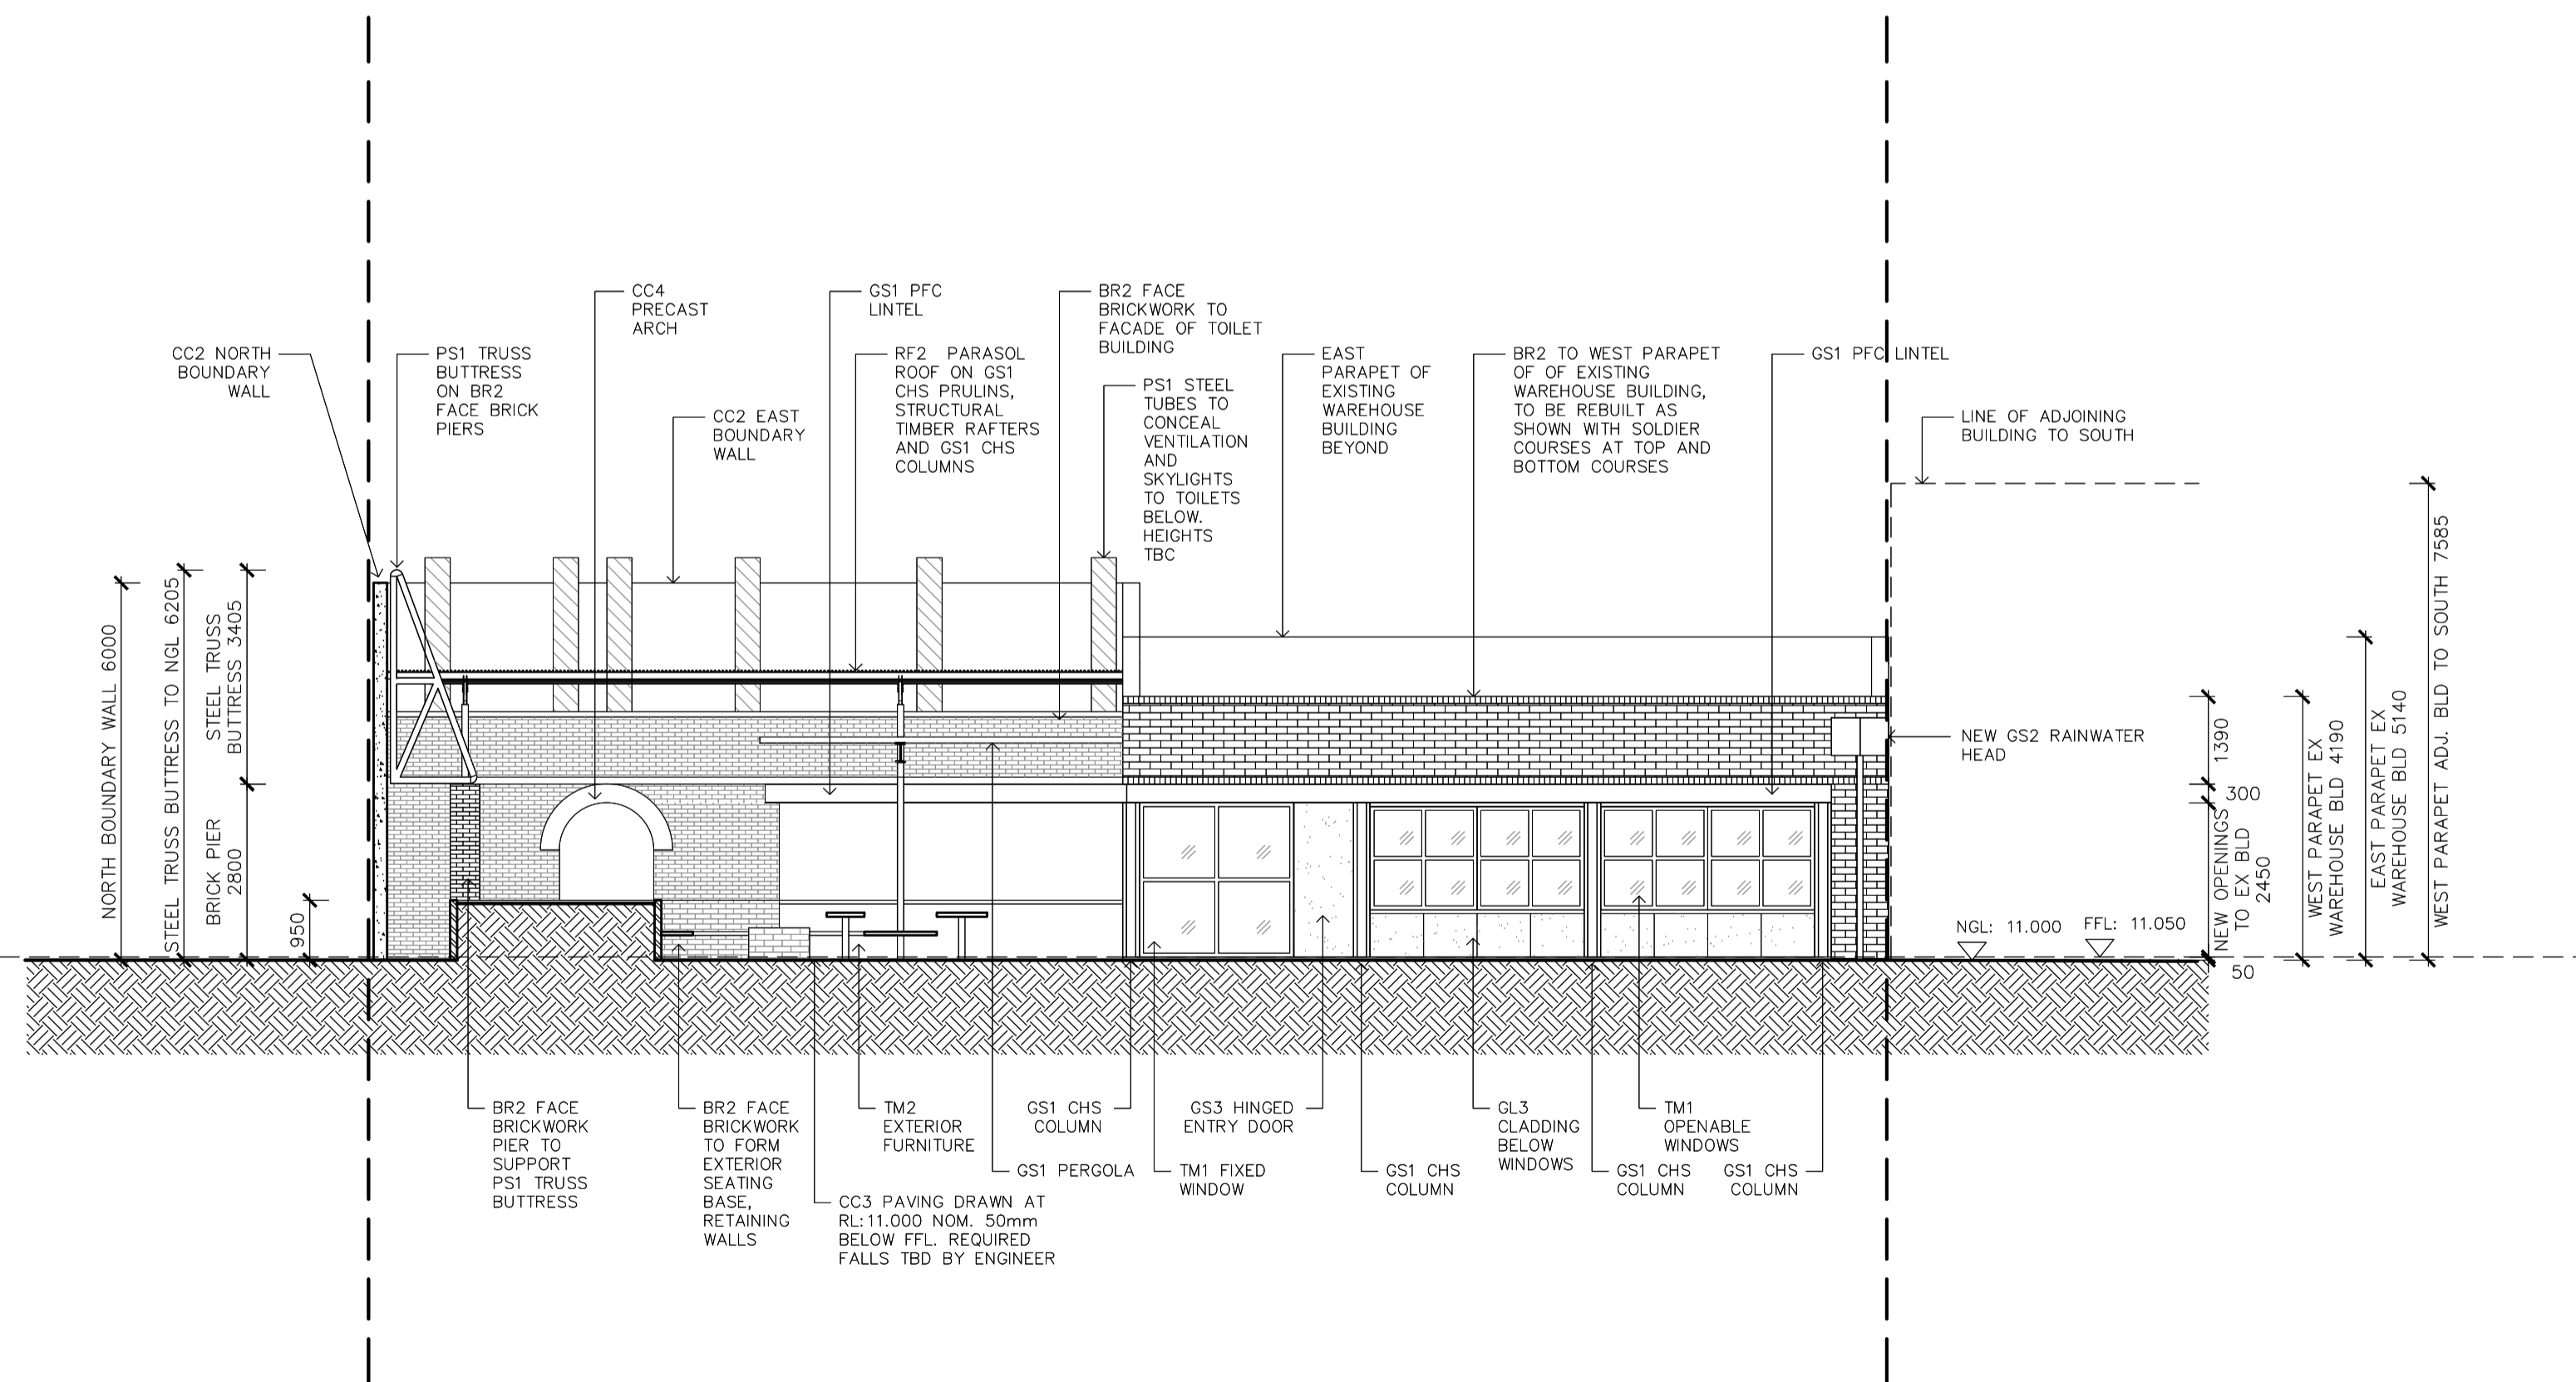 CC4
PRECAST
ARCH
GS1 PFC
LINTEL
BR2 FACE
BRICKWORK TO
FACADE OF TOILET
BUILDING
CC2 NORTH
BOUNDARY
WALL
PS1 TRUSS
BUTTRESS
ON BR2
FACE BRICK
PIERS
CC2 EAST
BOUNDARY
WALL
RF2 PARASOL
ROOF ON GS1
CHS PRULINS,
STRUCTURAL
TIMBER RAFTERS
AND GS1 CHS
COLUMNS
PS1 STEEL
TUBES TO
CONCEAL
VENTILATION
AND
SKYLIGHTS
TO TOILETS
BELOW.
HEIGHTS
TBC
EAST
PARAPET OF
EXISTING
WAREHOUSE
BUILDING
BEYOND
BR2 TO WEST PARAPET
OF OF EXISTING
WAREHOUSE BUILDING,
TO BE REBUILT AS
SHOWN WITH SOLDIER
COURSES AT TOP AND
BOTTOM COURSES
GS1 PFC LINTEL
LINE OF ADJOINING
BUILDING TO SOUTH
NORTH BOUNDARY WALL 6000
STEEL TRUSS BUTTRESS TO NGL 6205
STEEL TRUSS
BUTTRESS 3405
BRICK PIER
2800
950
NEW GS2 RAINWATER
HEAD
NGL: 11.000
FFL: 11.050
1390
300
NEW OPENINGS
TO EX BLD
2450
50
WEST PARAPET EX
WAREHOUSE BLD 4190
EAST PARAPET EX
WAREHOUSE BLD 5140
WEST PARAPET ADJ. BLD TO SOUTH 7585
BR2 FACE
BRICKWORK
PIER TO
SUPPORT
PS1 TRUSS
BUTTRESS
BR2 FACE
BRICKWORK
TO FORM
EXTERIOR
SEATING
BASE,
RETAINING
WALLS
TM2
EXTERIOR
FURNITURE
CC3 PAVING DRAWN AT
RL:11.000 NOM. 50mm
BELOW FFL. REQUIRED
FALLS TBD BY ENGINEER
GS1 CHS
COLUMN
GS1 PERGOLA
TM1 FIXED
WINDOW
GS3 HINGED
ENTRY DOOR
GS1 CHS
COLUMN
GL3
CLADDING
BELOW
WINDOWS
GS1 CHS
COLUMN
TM1
OPENABLE
WINDOWS
GS1 CHS
COLUMN